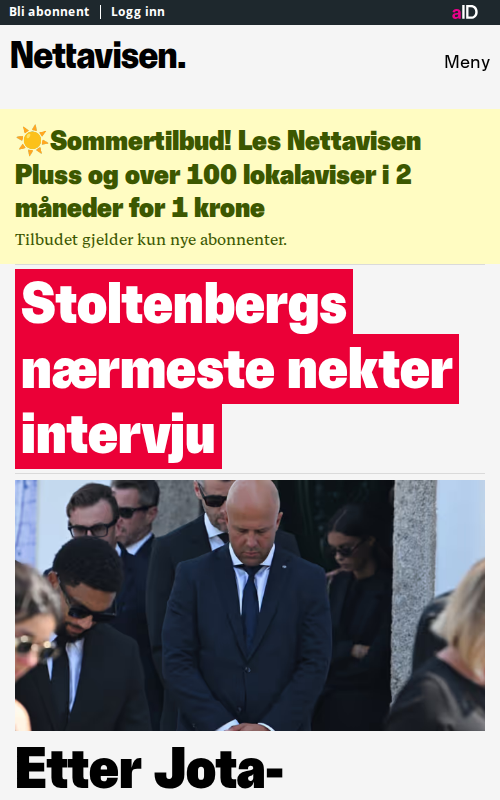 Bli abonnent | Logg inn
aID
Nettavisen.
Meny
☀️Sommertilbud! Les Nettavisen
Pluss og over 100 lokalaviser i 2
måneder for 1 krone
Tilbudet gjelder kun nye abonnenter.
Stoltenbergs
nærmeste nekter
intervju
Etter Jota-